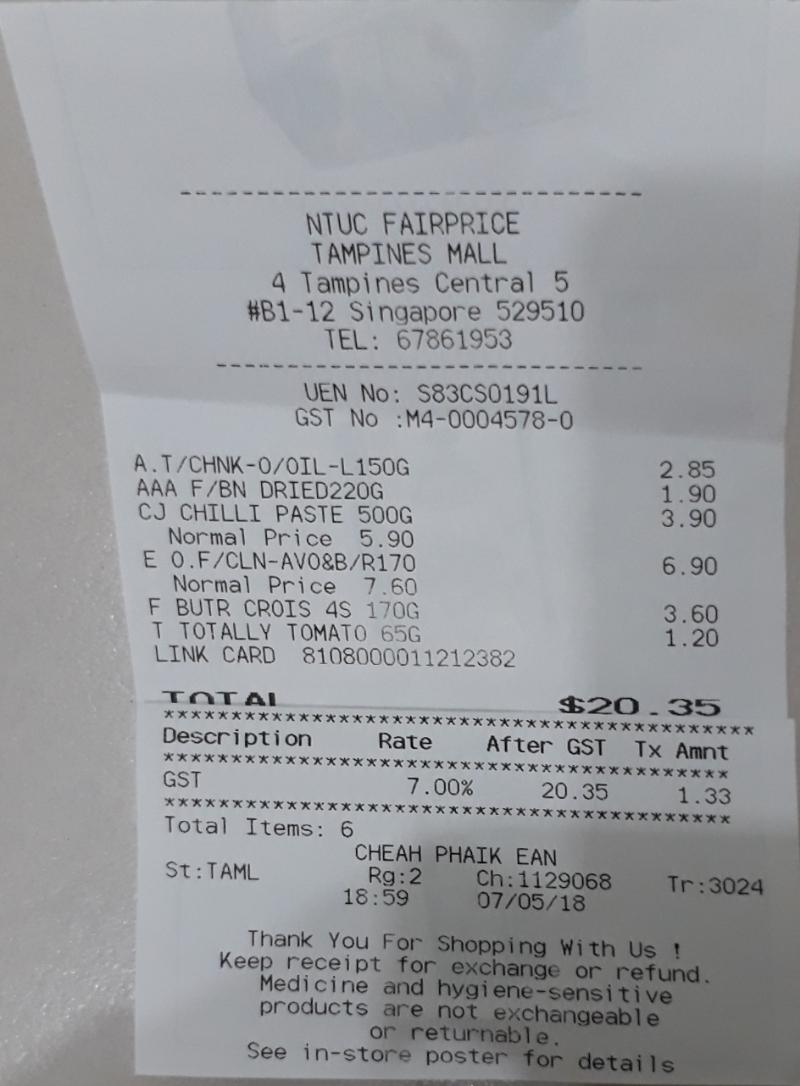 --------------------------------
NTUC FAIRPRICE
TAMPINES MALL
4 Tampines Central 5
#B1-12 Singapore 529510
TEL: 67861953
--------------------------------
UEN No: S83CS0191L
GST No :M4-0004578-0
A.T/CHNK-O/OIL-L150G 2.85
AAA F/BN DRIED220G 1.90
CJ CHILLI PASTE 500G 3.90
Normal Price 5.90
E O.F/CLN-AVO&B/R170 6.90
Normal Price 7.60
F BUTR CROIS 4S 170G 3.60
T TOTALLY TOMATO 65G 1.20
LINK CARD 8108000011212382
TOTAL $20.35
******************************************
Description Rate After GST Tx Amnt
******************************************
GST 7.00% 20.35 1.33
******************************************
Total Items: 6
CHEAH PHAIK EAN
St:TAML Rg:2 Ch:1129068 Tr:3024
18:59 07/05/18
Thank You For Shopping With Us !
Keep receipt for exchange or refund.
Medicine and hygiene-sensitive
products are not exchangeable
or returnable.
See in-store poster for details